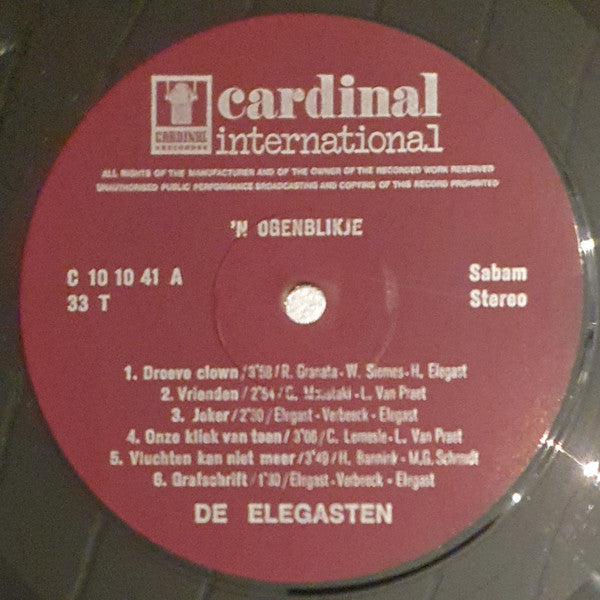 CARDINAL
RECORDS
cardinal
international
ALL RIGHTS OF THE MANUFACTURER AND OF THE OWNER OF THE RECORDED WORK RESERVED
UNAUTHORISED PUBLIC PERFORMANCE BROADCASTING AND COPYING OF THIS RECORD PROHIBITED
'N OGENBLIKJE
C 10 10 41 A
33 T
Sabam
Stereo
1. Droeve clown / 3'58 / R. Granata - W. Siemes - H. Elegast
2. Vrienden / 2'54 / C. - L. Van Praet
3. Joker / 2'30 / Elegast - Verbeeck - Elegast
4. Onze kliek van toen / 3'06 / C. Lemesle - L. Van Praet
5. Vluchten kan niet meer / 3'49 / H. Bannink - M.G. Schmidt
6. Grafschrift / 1'30 / Elegast - Verbeeck - Elegast
DE ELEGASTEN